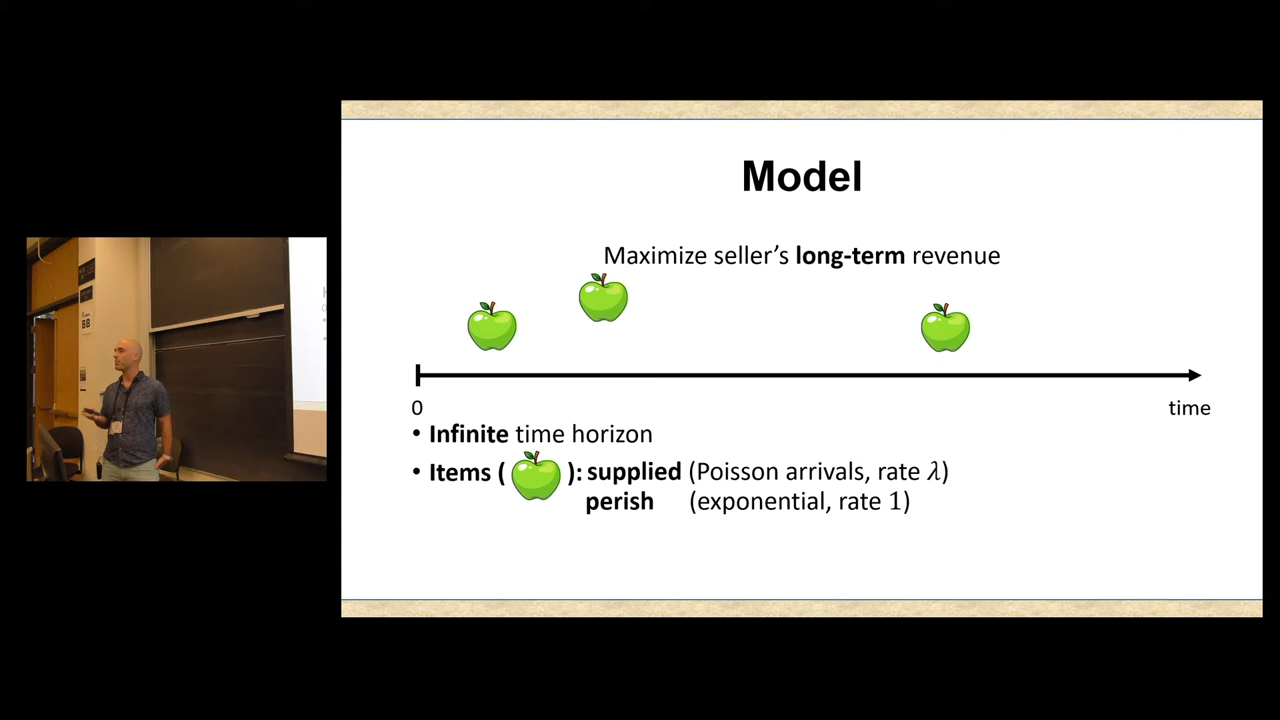 Model
Maximize seller's long-term revenue
0
time
• Infinite time horizon
• Items ( ): supplied (Poisson arrivals, rate λ)
perish (exponential, rate 1)
BB